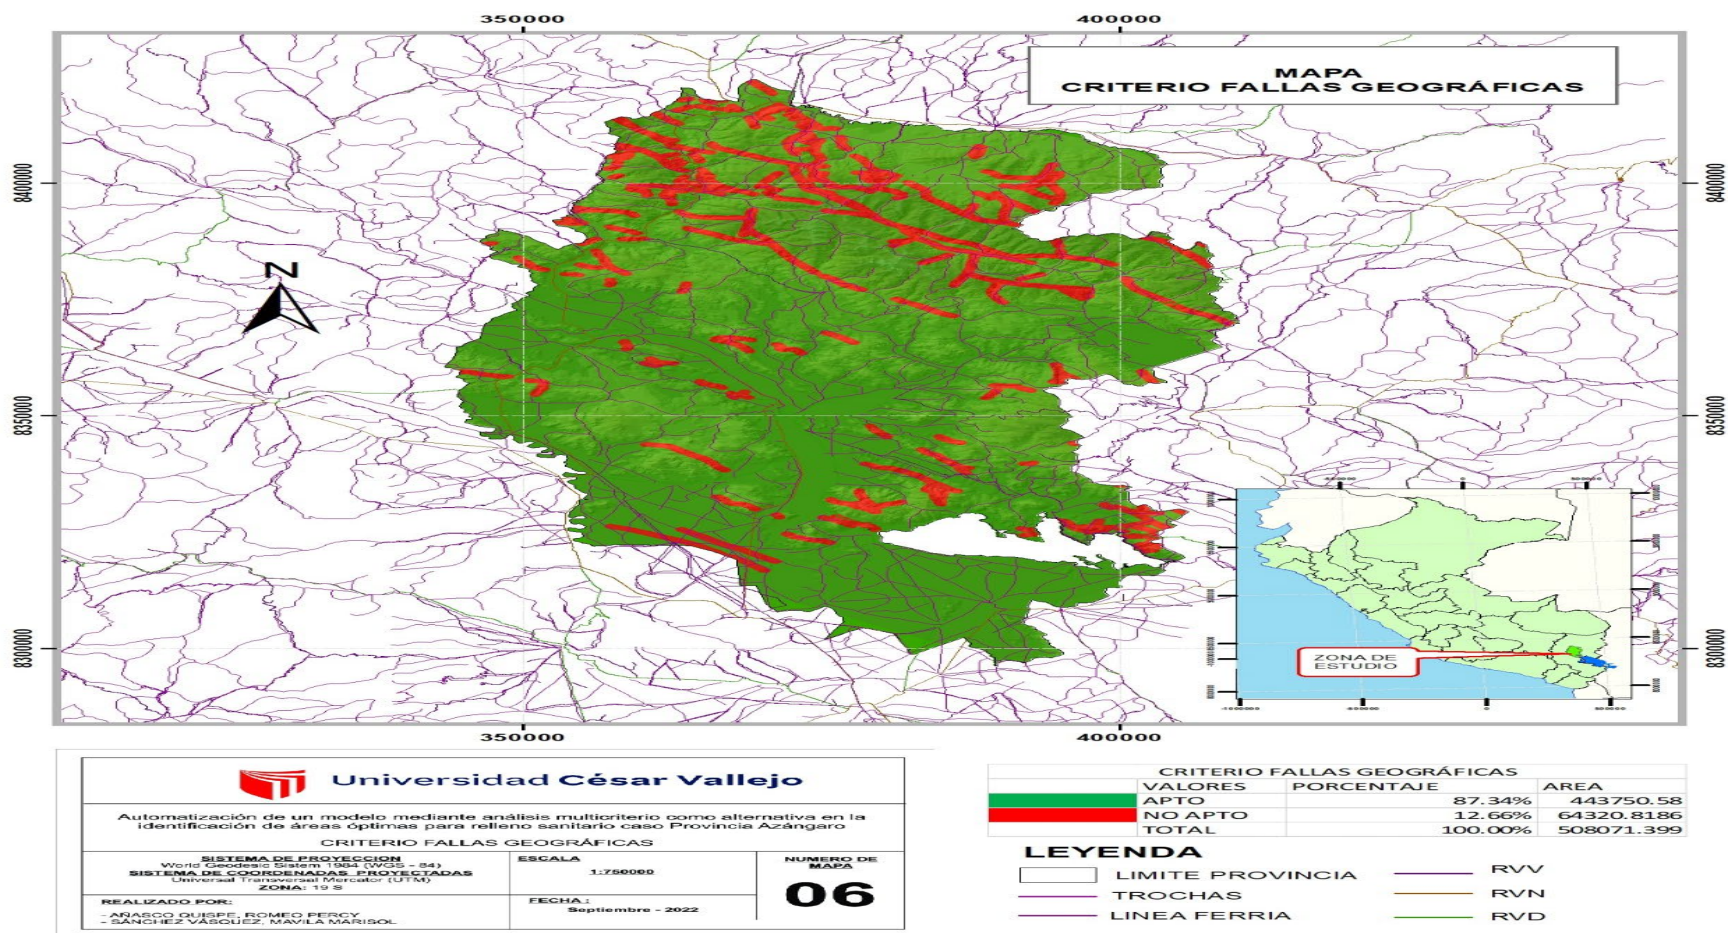 350000
400000
MAPA
CRITERIO FALLAS GEOGRÁFICAS
8400000
8400000
N
8350000
8350000
8300000
8300000
ZONA DE
ESTUDIO
350000
400000
Universidad César Vallejo
Automatización de un modelo mediante análisis multicriterio como alternativa en la
identificación de áreas óptimas para relleno sanitario caso Provincia Azángaro
CRITERIO FALLAS GEOGRÁFICAS
SISTEMA DE PROYECCION
World Geodesic Sistem 1984 (WGS - 84)
SISTEMA DE COORDENADAS PROYECTADAS
Universal Transversal Mercator (UTM)
ZONA: 19 S
ESCALA
1:750000
NUMERO DE
MAPA
06
REALIZADO POR:
- AÑASCO QUISPE, ROMEO PERCY
- SÁNCHEZ VÁSQUEZ, MAVILA MARISOL
FECHA :
Septiembre - 2022
CRITERIO FALLAS GEOGRÁFICAS
VALORES PORCENTAJE AREA
APTO 87.34% 443750.58
NO APTO 12.66% 64320.8186
TOTAL 100.00% 508071.399
LEYENDA
LIMITE PROVINCIA
TROCHAS
LINEA FERRIA
RVV
RVN
RVD